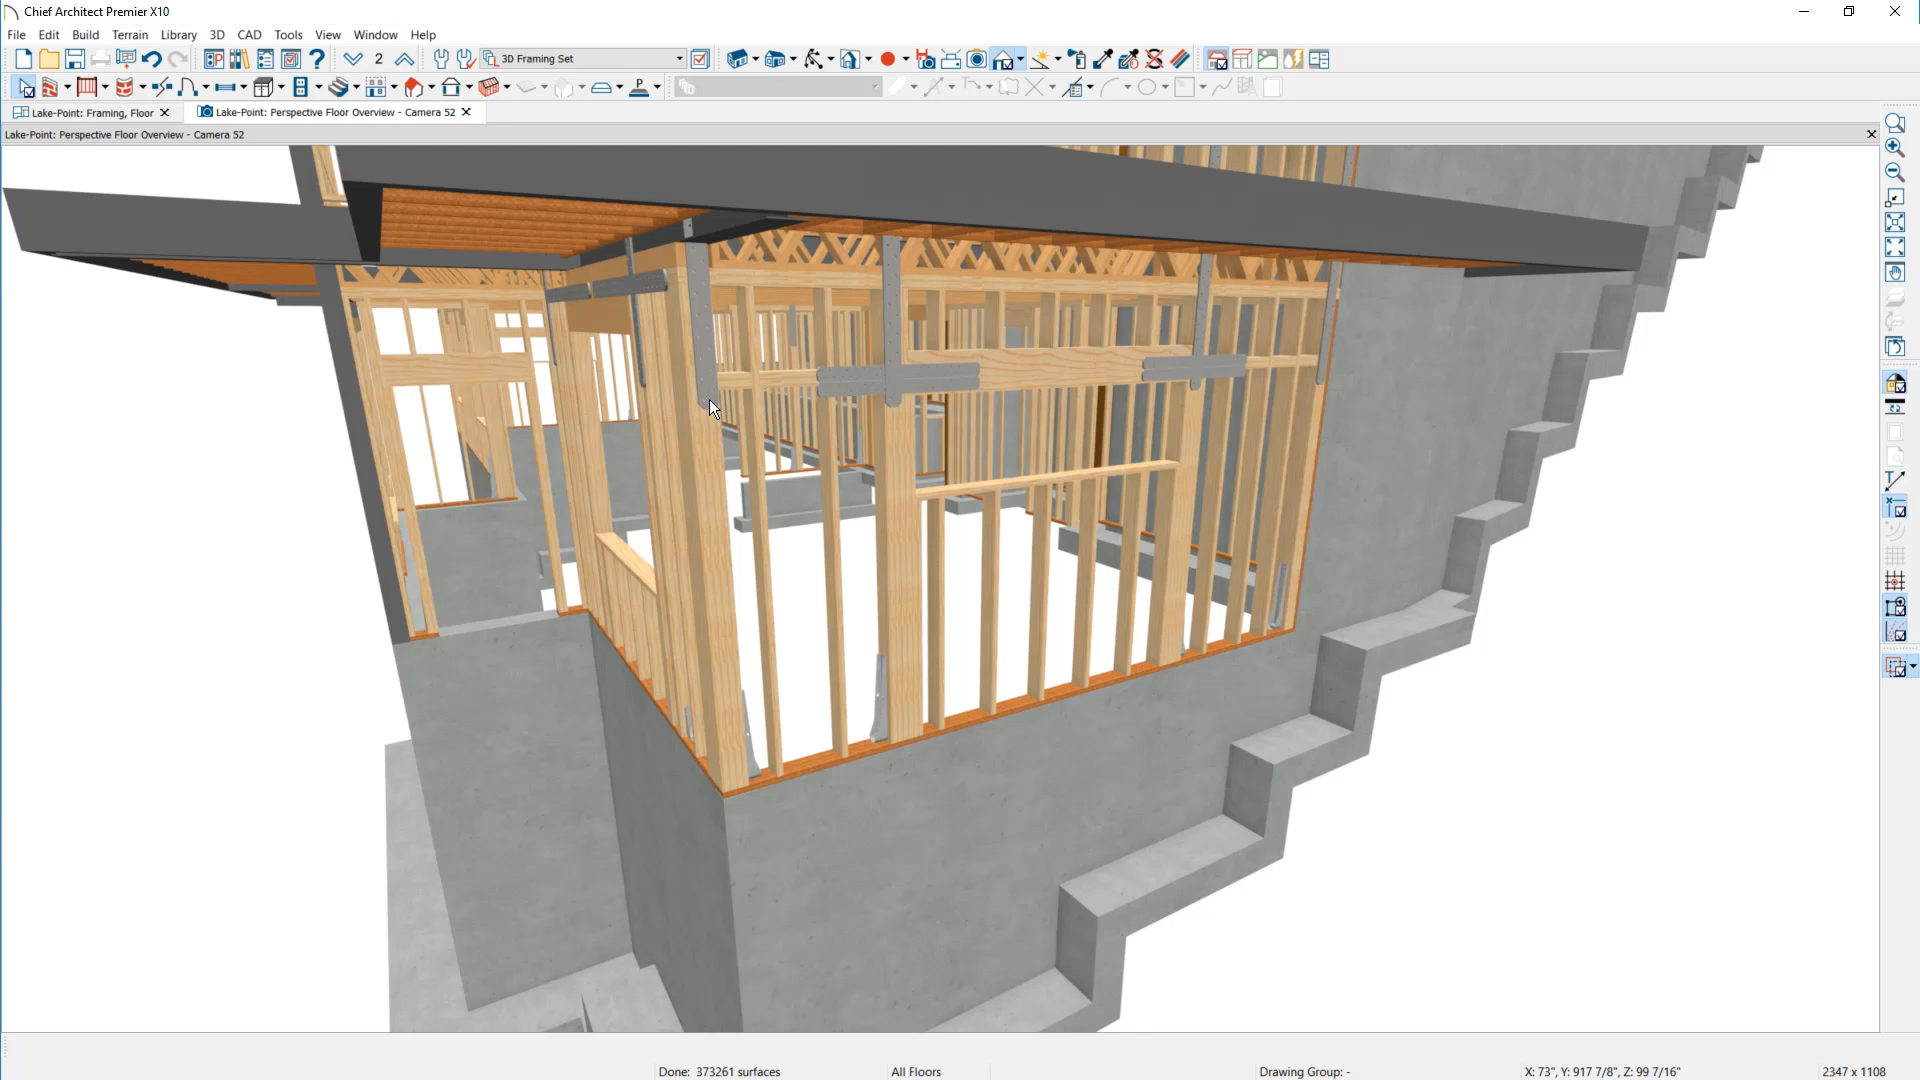 Chief Architect Premier X10
File Edit Build Terrain Library 3D CAD Tools View Window Help
2 3D Framing Set
Lake-Point: Framing, Floor Lake-Point: Perspective Floor Overview - Camera 52
Lake-Point: Perspective Floor Overview - Camera 52
Done: 373261 surfaces All Floors Drawing Group: - X: 73", Y: 917 7/8", Z: 99 7/16" 2347 x 1108